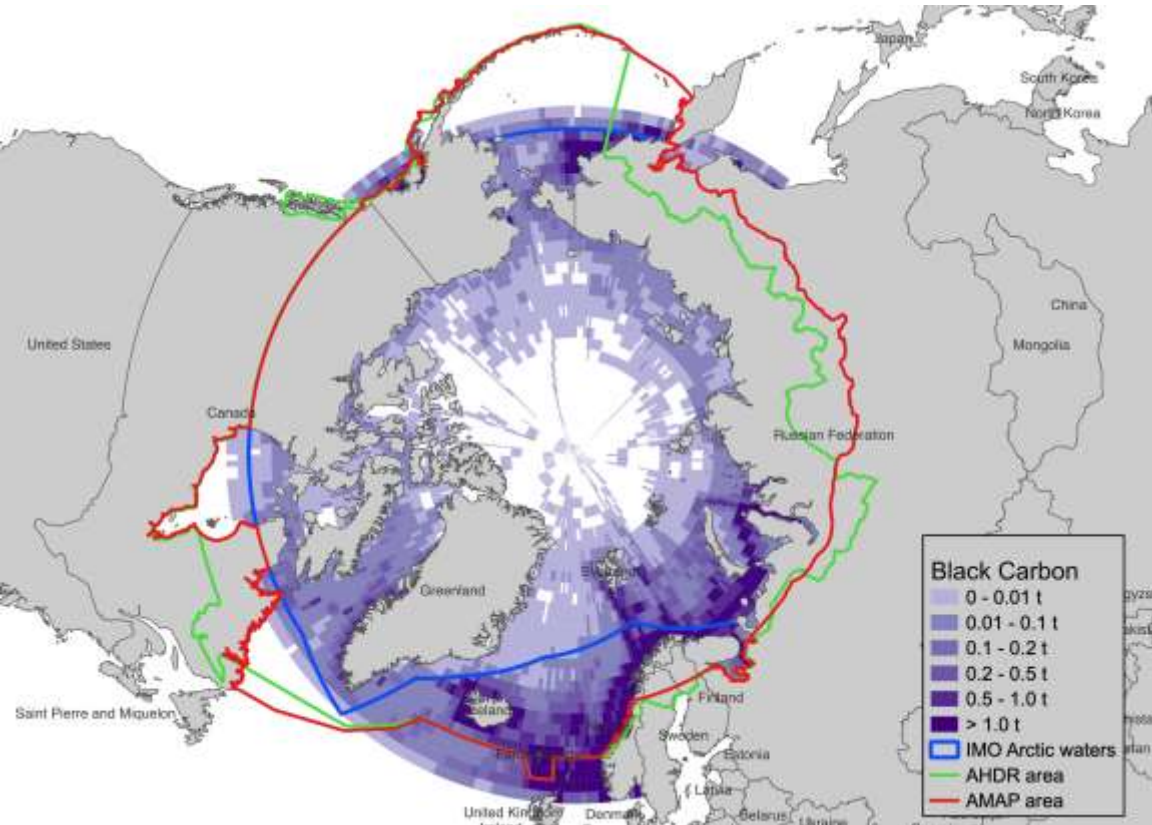 Japan
South Korea
North Korea
China
Mongolia
United States
Canada
Russian Federation
Greenland
Saint Pierre and Miquelon
Iceland
Finland
Sweden
Estonia
Latvia
United Kingdom
Denmark
Belarus
Ukraine
Black Carbon
0 - 0.01 t
0.01 - 0.1 t
0.1 - 0.2 t
0.2 - 0.5 t
0.5 - 1.0 t
> 1.0 t
IMO Arctic waters
AHDR area
AMAP area